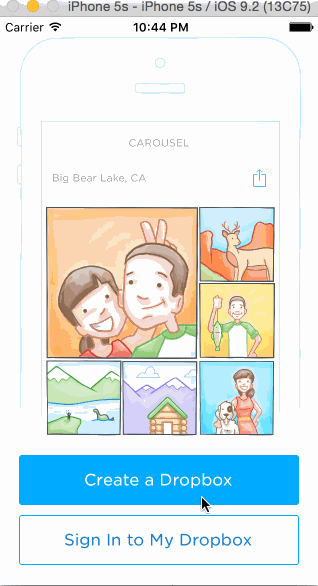 iPhone 5s - iPhone 5s / iOS 9.2 (13C75)
Carrier 10:44 PM
CAROUSEL
Big Bear Lake, CA
Create a Dropbox
Sign In to My Dropbox